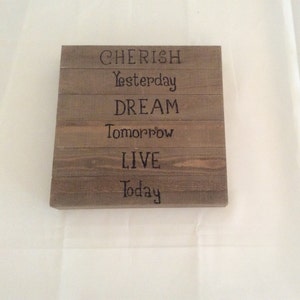 CHERISH
Yesterday
DREAM
Tomorrow
LIVE
Today